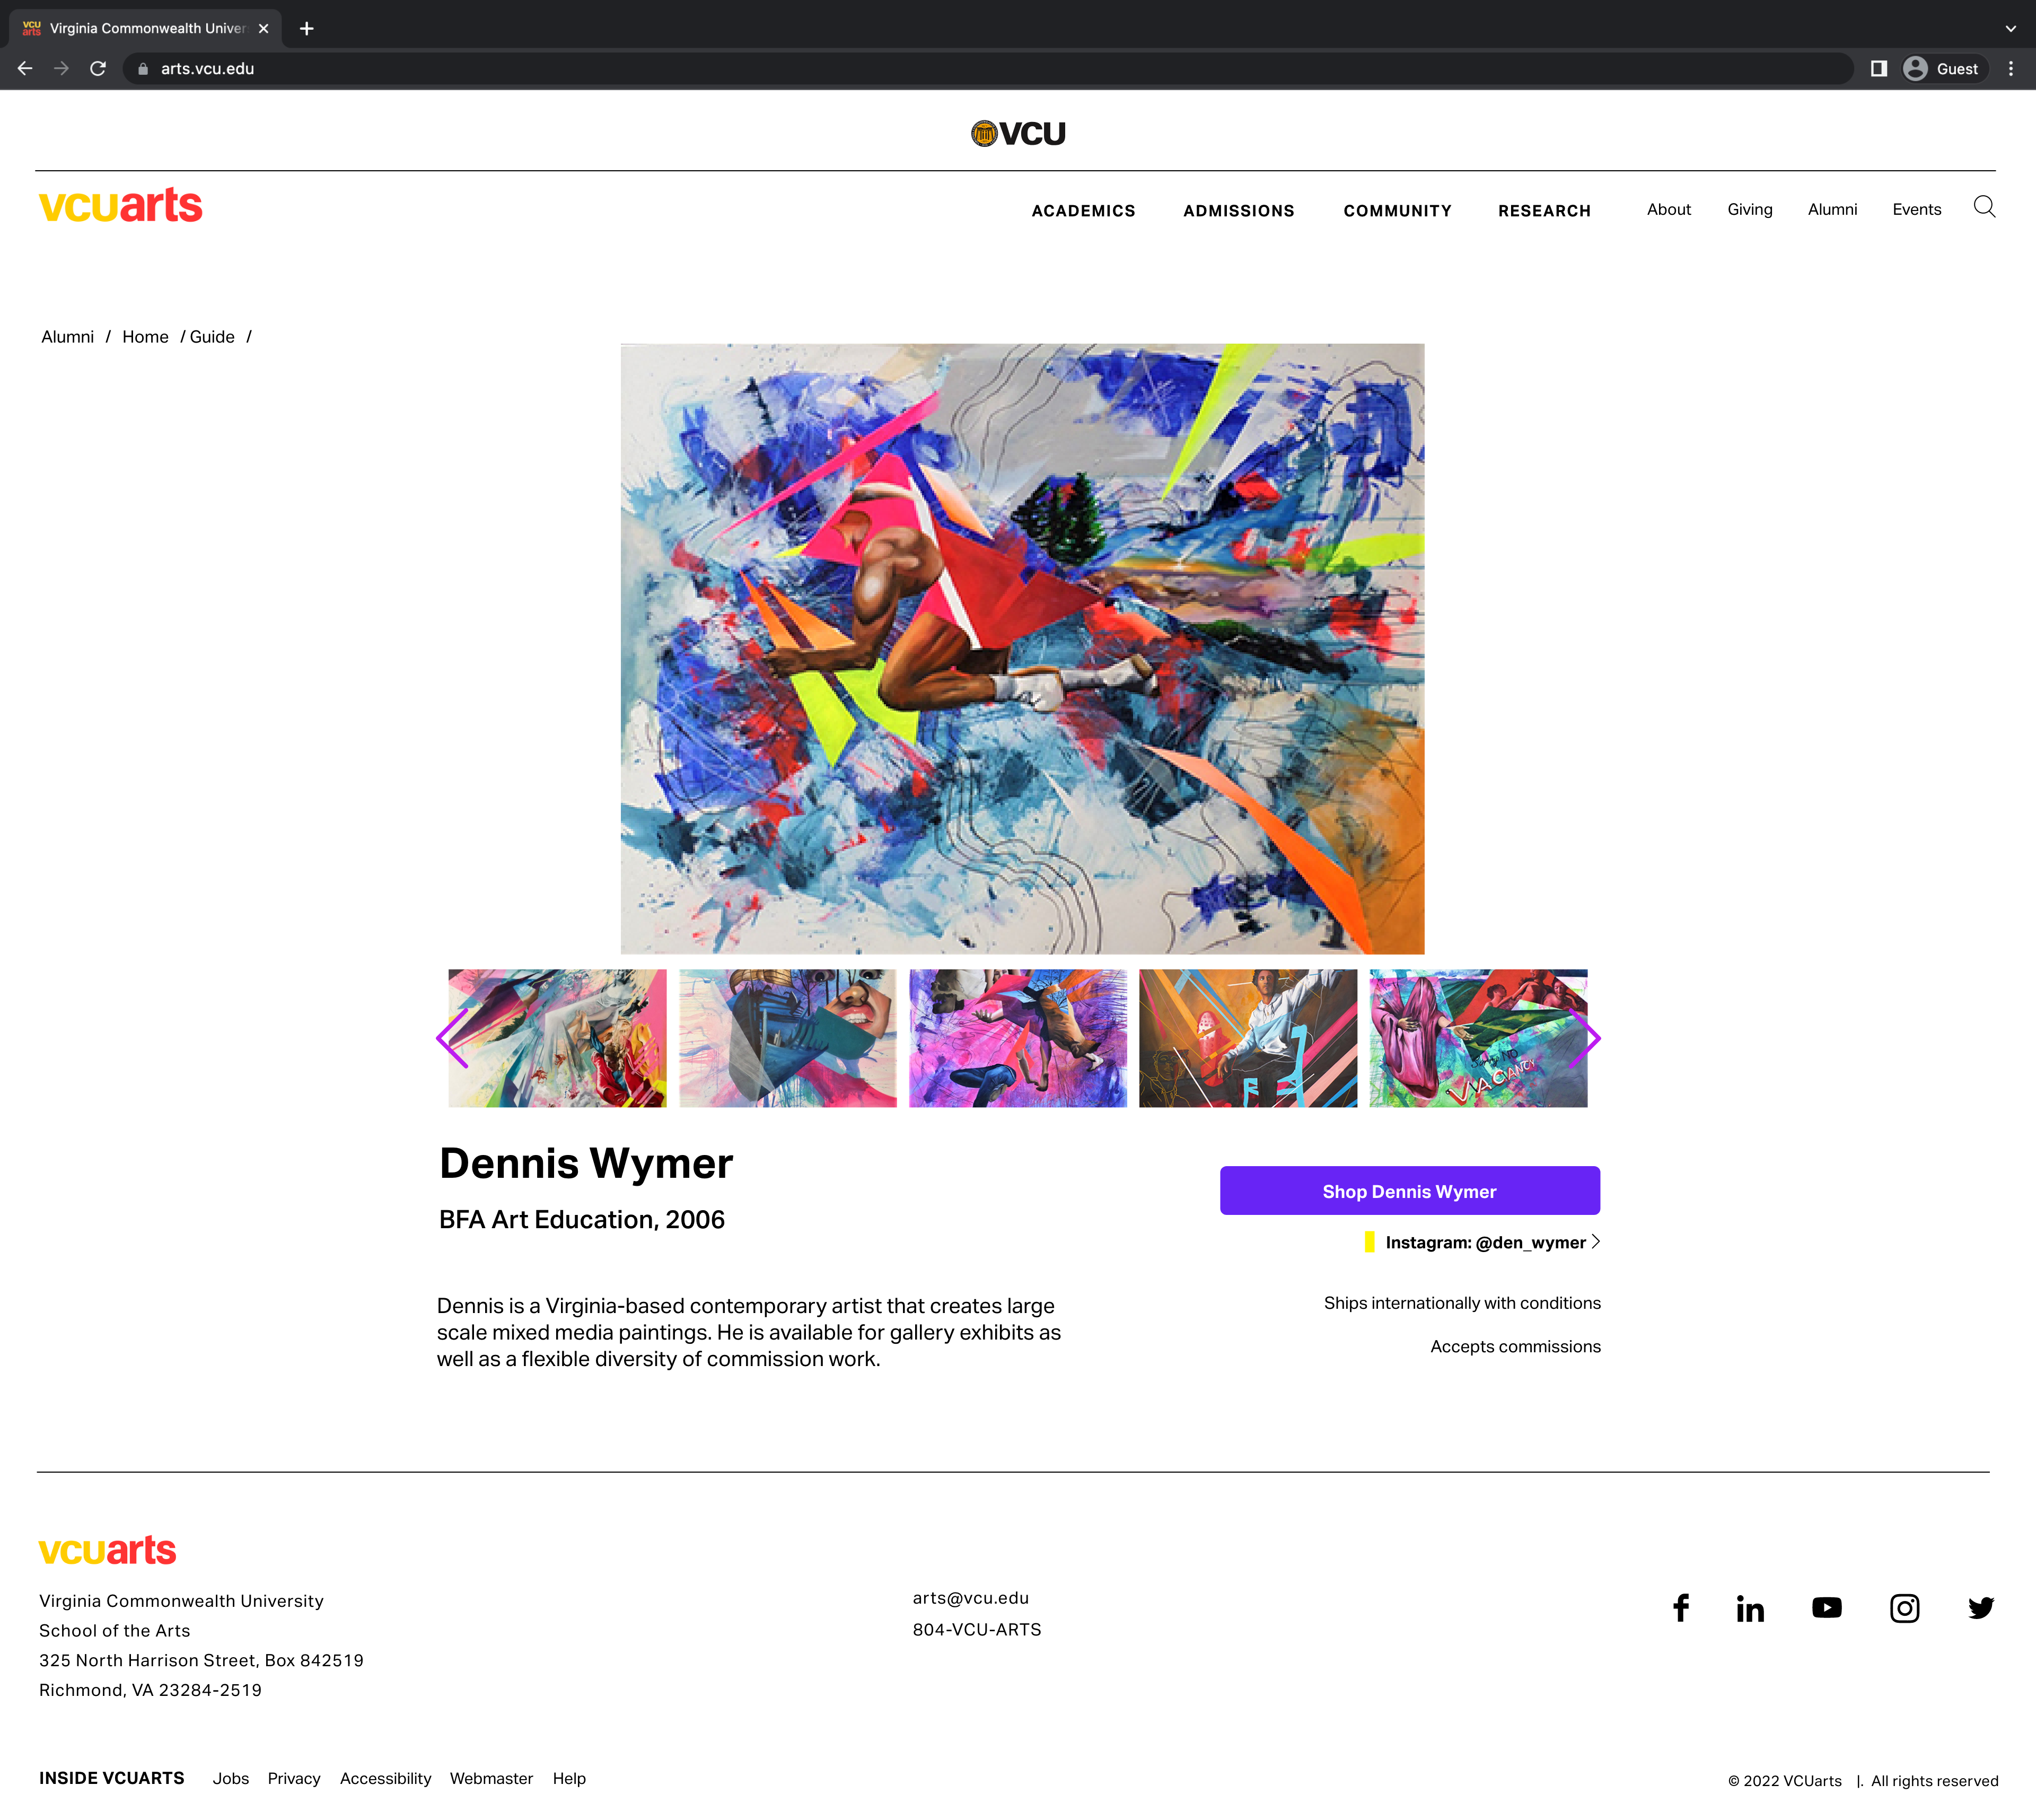 VCU
arts
Virginia Commonwealth Univer
arts.vcu.edu
Guest
VCU
vcuarts
ACADEMICS ADMISSIONS COMMUNITY RESEARCH About Giving Alumni Events
Alumni / Home / Guide /
VACANCY
Dennis Wymer
BFA Art Education, 2006
Shop Dennis Wymer
Instagram: @den_wymer
Dennis is a Virginia-based contemporary artist that creates large
scale mixed media paintings. He is available for gallery exhibits as
well as a flexible diversity of commission work.
Ships internationally with conditions
Accepts commissions
vcuarts
Virginia Commonwealth University
School of the Arts
325 North Harrison Street, Box 842519
Richmond, VA 23284-2519
arts@vcu.edu
804-VCU-ARTS
INSIDE VCUARTS Jobs Privacy Accessibility Webmaster Help
© 2022 VCUarts |. All rights reserved